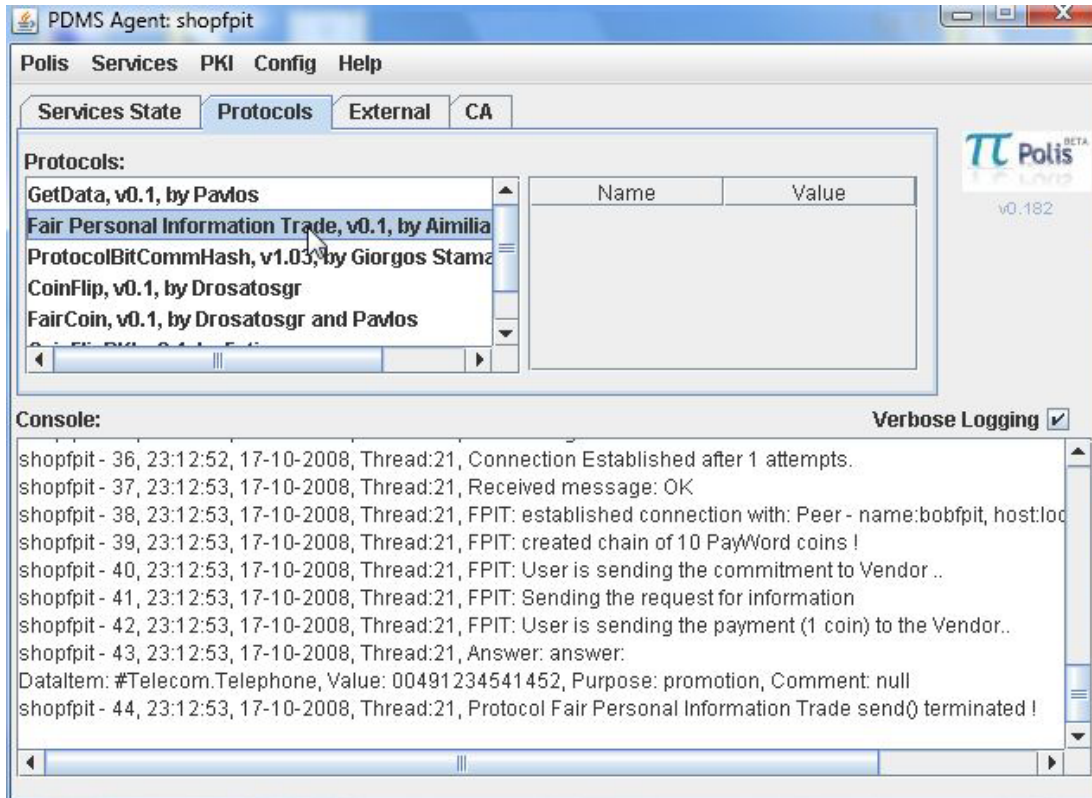 PDMS Agent: shopfpit
Polis Services PKI Config Help
Services State Protocols External CA
Protocols:
GetData, v0.1, by Pavlos
Fair Personal Information Trade, v0.1, by Aimilia
ProtocolBitCommHash, v1.03, by Giorgos Stama
CoinFlip, v0.1, by Drosatosgr
FairCoin, v0.1, by Drosatosgr and Pavlos
Name Value
π Polis BETA
v0.182
Console:
Verbose Logging
shopfpit - 36, 23:12:52, 17-10-2008, Thread:21, Connection Established after 1 attempts.
shopfpit - 37, 23:12:53, 17-10-2008, Thread:21, Received message: OK
shopfpit - 38, 23:12:53, 17-10-2008, Thread:21, FPIT: established connection with: Peer - name:bobfpit, host:loc
shopfpit - 39, 23:12:53, 17-10-2008, Thread:21, FPIT: created chain of 10 PayWord coins !
shopfpit - 40, 23:12:53, 17-10-2008, Thread:21, FPIT: User is sending the commitment to Vendor ..
shopfpit - 41, 23:12:53, 17-10-2008, Thread:21, FPIT: Sending the request for information
shopfpit - 42, 23:12:53, 17-10-2008, Thread:21, FPIT: User is sending the payment (1 coin) to the Vendor..
shopfpit - 43, 23:12:53, 17-10-2008, Thread:21, Answer: answer:
DataItem: #Telecom.Telephone, Value: 00491234541452, Purpose: promotion, Comment: null
shopfpit - 44, 23:12:53, 17-10-2008, Thread:21, Protocol Fair Personal Information Trade send() terminated !